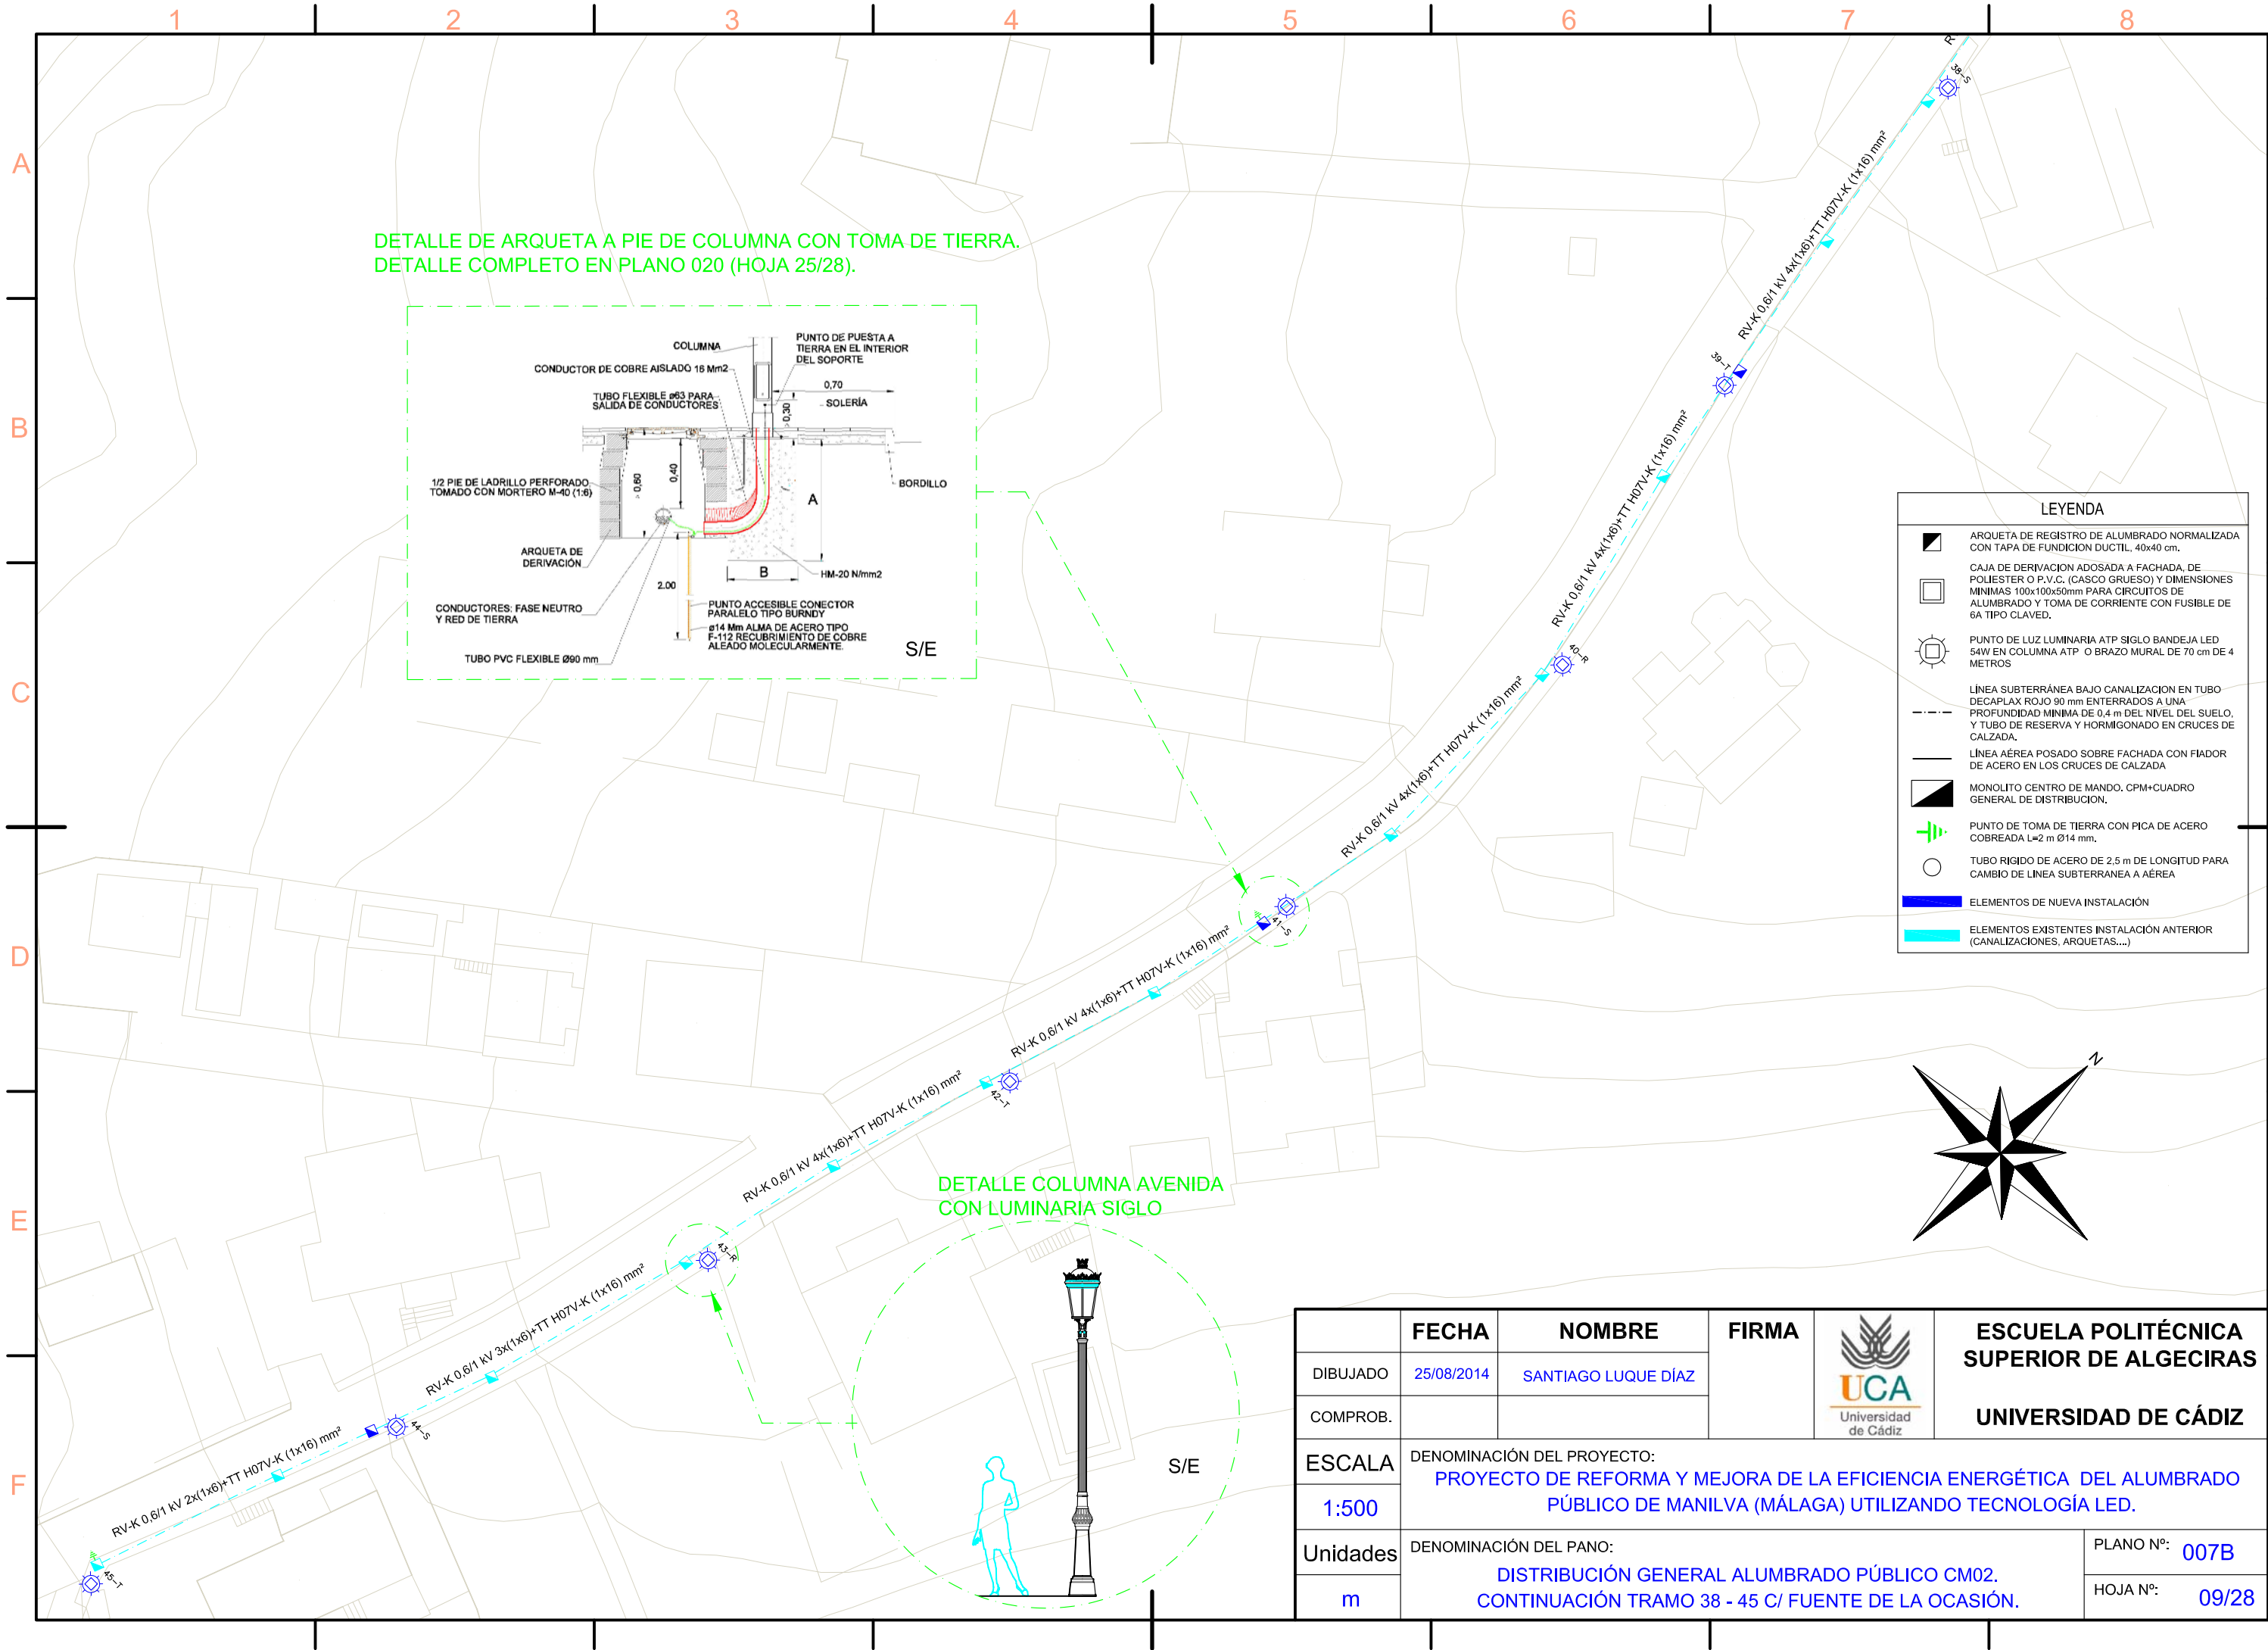 1 2 3 4 5 6 7 8
A
B
C
D
E
F
DETALLE DE ARQUETA A PIE DE COLUMNA CON TOMA DE TIERRA.
DETALLE COMPLETO EN PLANO 020 (HOJA 25/28).
COLUMNA
PUNTO DE PUESTA A
TIERRA EN EL INTERIOR
DEL SOPORTE
CONDUCTOR DE COBRE AISLADO 16 Mm2
0,70
TUBO FLEXIBLE ø63 PARA
SALIDA DE CONDUCTORES
SOLERÍA
0,30
1/2 PIE DE LADRILLO PERFORADO
TOMADO CON MORTERO M-40 (1:6)
0,60
0,40
A
BORDILLO
ARQUETA DE
DERIVACIÓN
B
HM-20 N/mm2
2.00
CONDUCTORES: FASE NEUTRO
Y RED DE TIERRA
PUNTO ACCESIBLE CONECTOR
PARALELO TIPO BURNDY
ø14 Mm ALMA DE ACERO TIPO
F-112 RECUBRIMIENTO DE COBRE
ALEADO MOLECULARMENTE.
TUBO PVC FLEXIBLE Ø90 mm
S/E
R
38-S
RV-K 0,6/1 kV 4x(1x6)+TT H07V-K (1x16) mm²
39-T
RV-K 0,6/1 kV 4x(1x6)+TT H07V-K (1x16) mm²
40-R
RV-K 0,6/1 kV 4x(1x6)+TT H07V-K (1x16) mm²
41-S
RV-K 0,6/1 kV 4x(1x6)+TT H07V-K (1x16) mm²
42-T
RV-K 0,6/1 kV 4x(1x6)+TT H07V-K (1x16) mm²
43-R
RV-K 0,6/1 kV 3x(1x6)+TT H07V-K (1x16) mm²
44-S
RV-K 0,6/1 kV 2x(1x6)+TT H07V-K (1x16) mm²
45-T
LEYENDA
ARQUETA DE REGISTRO DE ALUMBRADO NORMALIZADA
CON TAPA DE FUNDICION DUCTIL, 40x40 cm.
CAJA DE DERIVACION ADOSADA A FACHADA, DE
POLIESTER O P.V.C. (CASCO GRUESO) Y DIMENSIONES
MINIMAS 100x100x50mm PARA CIRCUITOS DE
ALUMBRADO Y TOMA DE CORRIENTE CON FUSIBLE DE
6A TIPO CLAVED.
PUNTO DE LUZ LUMINARIA ATP SIGLO BANDEJA LED
54W EN COLUMNA ATP O BRAZO MURAL DE 70 cm DE 4
METROS
LÍNEA SUBTERRÁNEA BAJO CANALIZACION EN TUBO
DECAPLAX ROJO 90 mm ENTERRADOS A UNA
PROFUNDIDAD MINIMA DE 0,4 m DEL NIVEL DEL SUELO,
Y TUBO DE RESERVA Y HORMIGONADO EN CRUCES DE
CALZADA.
LÍNEA AÉREA POSADO SOBRE FACHADA CON FIADOR
DE ACERO EN LOS CRUCES DE CALZADA
MONOLITO CENTRO DE MANDO. CPM+CUADRO
GENERAL DE DISTRIBUCION.
PUNTO DE TOMA DE TIERRA CON PICA DE ACERO
COBREADA L=2 m Ø14 mm.
TUBO RIGIDO DE ACERO DE 2,5 m DE LONGITUD PARA
CAMBIO DE LINEA SUBTERRANEA A AÉREA
ELEMENTOS DE NUEVA INSTALACIÓN
ELEMENTOS EXISTENTES INSTALACIÓN ANTERIOR
(CANALIZACIONES, ARQUETAS....)
N
DETALLE COLUMNA AVENIDA
CON LUMINARIA SIGLO
S/E
FECHA NOMBRE FIRMA
DIBUJADO 25/08/2014 SANTIAGO LUQUE DÍAZ
COMPROB.
UCA
Universidad
de Cádiz
ESCUELA POLITÉCNICA
SUPERIOR DE ALGECIRAS
UNIVERSIDAD DE CÁDIZ
ESCALA
1:500
DENOMINACIÓN DEL PROYECTO:
PROYECTO DE REFORMA Y MEJORA DE LA EFICIENCIA ENERGÉTICA DEL ALUMBRADO
PÚBLICO DE MANILVA (MÁLAGA) UTILIZANDO TECNOLOGÍA LED.
Unidades
m
DENOMINACIÓN DEL PANO:
DISTRIBUCIÓN GENERAL ALUMBRADO PÚBLICO CM02.
CONTINUACIÓN TRAMO 38 - 45 C/ FUENTE DE LA OCASIÓN.
PLANO Nº: 007B
HOJA Nº: 09/28